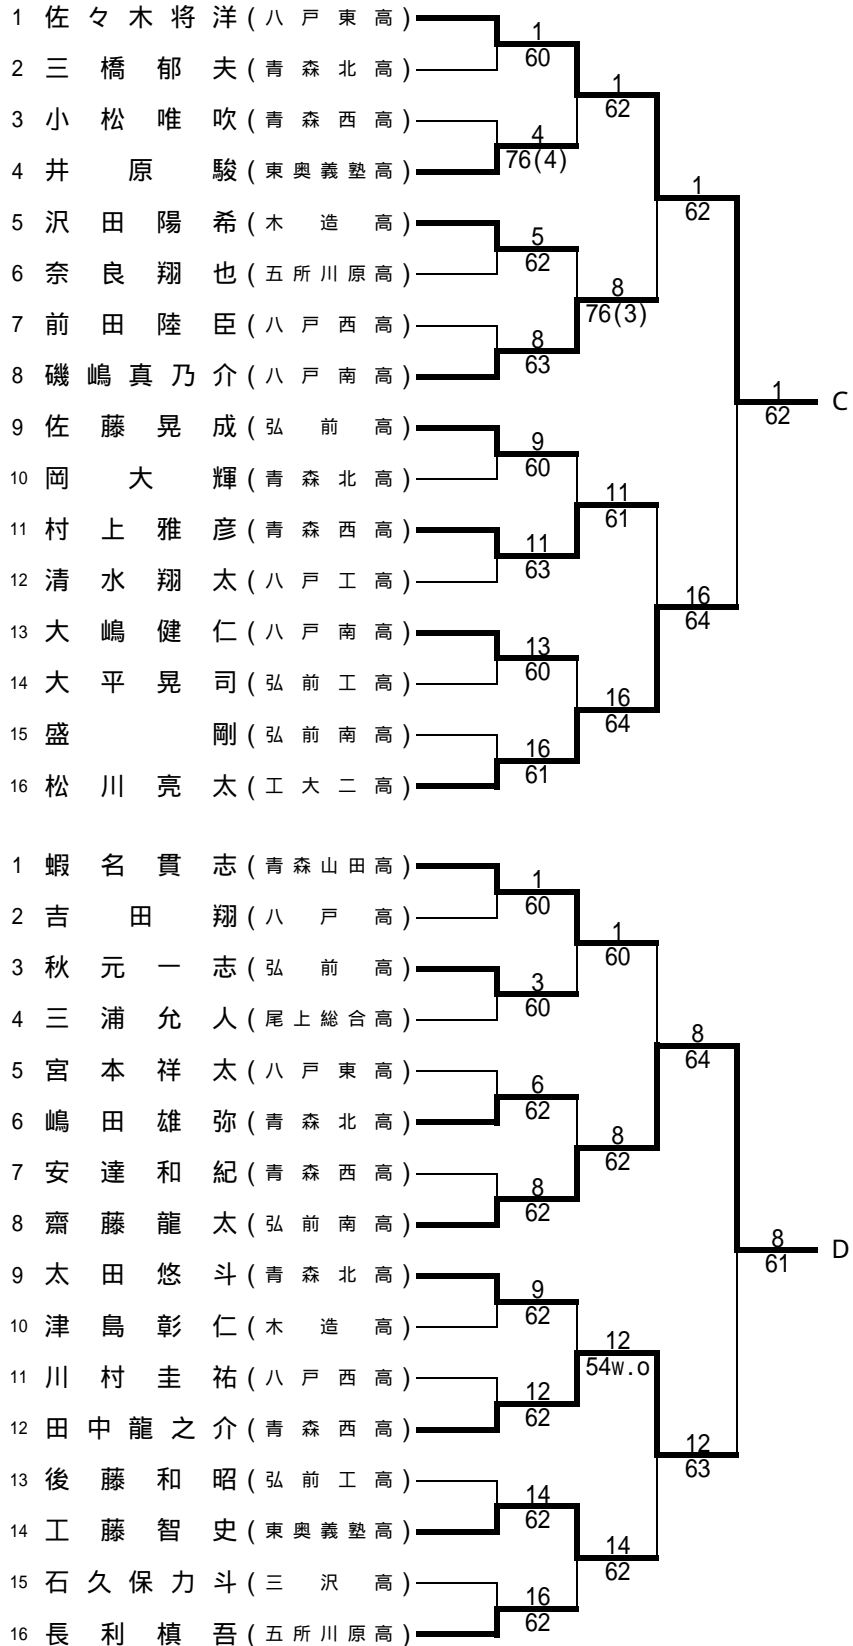 1 佐々木将洋 ( 八戸東高 )
1
60
2 三橋郁夫 ( 青森北高 )
1
62
3 小松唯吹 ( 青森西高 )
4
76(4)
4 井原駿 ( 東奥義塾高 )
1
62
5 沢田陽希 ( 木造高 )
5
62
6 奈良翔也 ( 五所川原高 )
8
76(3)
7 前田陸臣 ( 八戸西高 )
8
63
8 磯嶋真乃介 ( 八戸南高 )
1
62
C
9 佐藤晃成 ( 弘前高 )
9
60
10 岡大輝 ( 青森北高 )
11
61
11 村上雅彦 ( 青森西高 )
11
63
12 清水翔太 ( 八戸工高 )
16
64
13 大嶋健仁 ( 八戸南高 )
13
60
14 大平晃司 ( 弘前工高 )
16
64
15 盛剛 ( 弘前南高 )
16
61
16 松川亮太 ( 工大二高 )
1 蝦名貫志 ( 青森山田高 )
1
60
2 吉田翔 ( 八戸高 )
1
60
3 秋元一志 ( 弘前高 )
3
60
4 三浦允人 ( 尾上総合高 )
8
64
5 宮本祥太 ( 八戸東高 )
6
62
6 嶋田雄弥 ( 青森北高 )
8
62
7 安達和紀 ( 青森西高 )
8
62
8 齋藤龍太 ( 弘前南高 )
8
61
D
9 太田悠斗 ( 青森北高 )
9
62
10 津島彰仁 ( 木造高 )
12
54w.o
11 川村圭祐 ( 八戸西高 )
12
62
12 田中龍之介 ( 青森西高 )
12
63
13 後藤和昭 ( 弘前工高 )
14
62
14 工藤智史 ( 東奥義塾高 )
14
62
15 石久保力斗 ( 三沢高 )
16
62
16 長利槙吾 ( 五所川原高 )